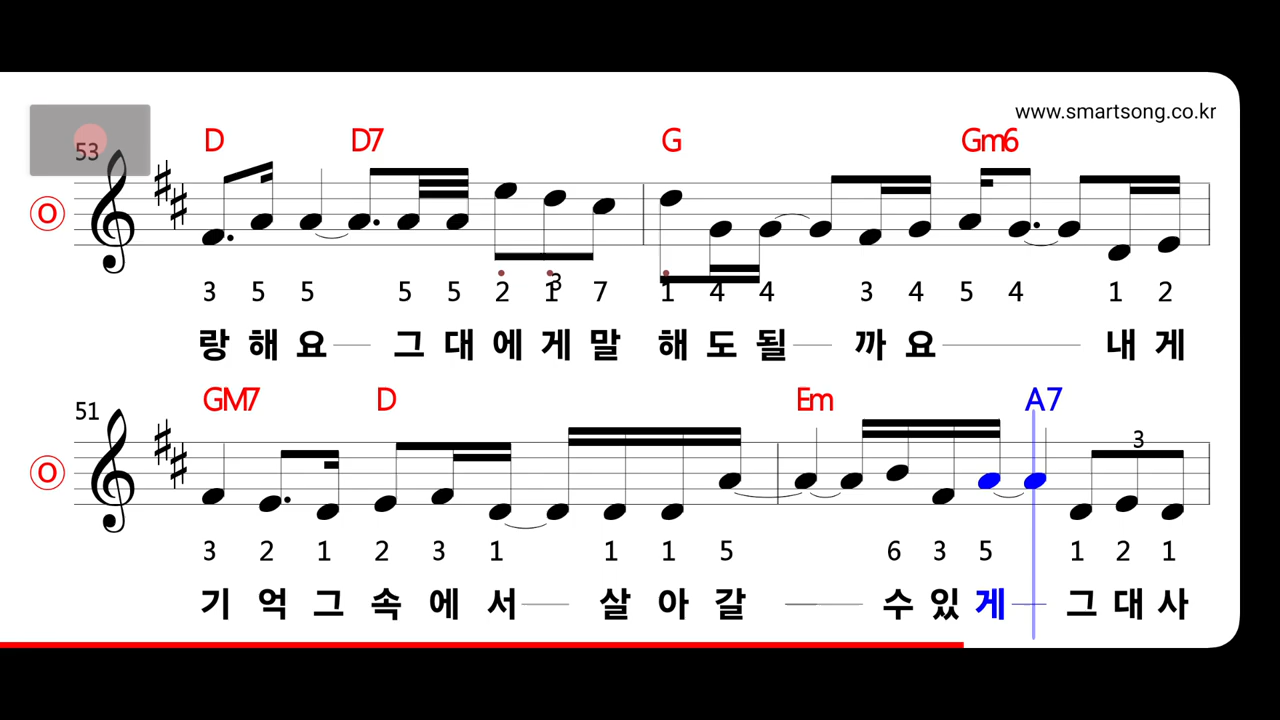 www.smartsong.co.kr
53 D D7 G Gm6
O
3
3 5 5 5 5 2 1 7 1 4 4 3 4 5 4 1 2
랑 해 요 그 대 에 게 말 해 도 될 까 요 내 게
51 GM7 D Em A7
3
O
3 2 1 2 3 1 1 1 5 6 3 5 1 2 1
기 억 그 속 에 서 살 아 갈 수 있 게 그 대 사